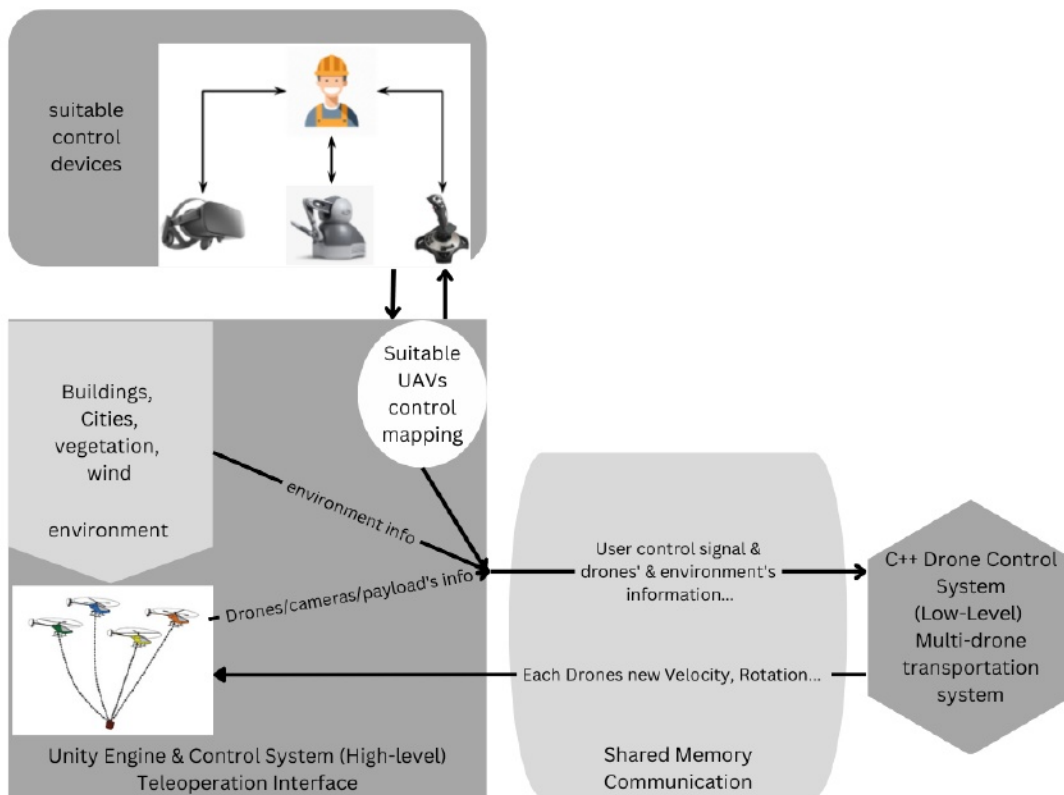 suitable
control
devices
Suitable
UAVs
control
mapping
Buildings,
Cities,
vegetation,
wind
environment
environment info
Drones/cameras/payload's info
User control signal &
drones' & environment's
information...
Each Drones new Velocity, Rotation...
C++ Drone Control
System
(Low-Level)
Multi-drone
transportation
system
Unity Engine & Control System (High-level)
Teleoperation Interface
Shared Memory
Communication